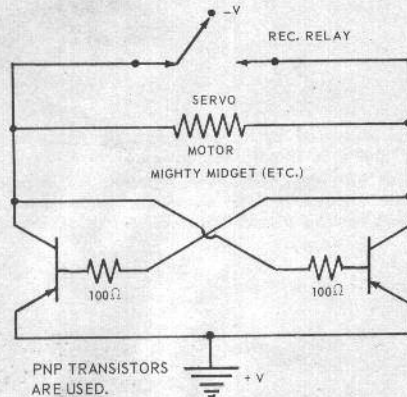 −V
REC. RELAY
SERVO
MOTOR
MIGHTY MIDGET (ETC.)
100Ω
100Ω
PNP TRANSISTORS
ARE USED.
+V